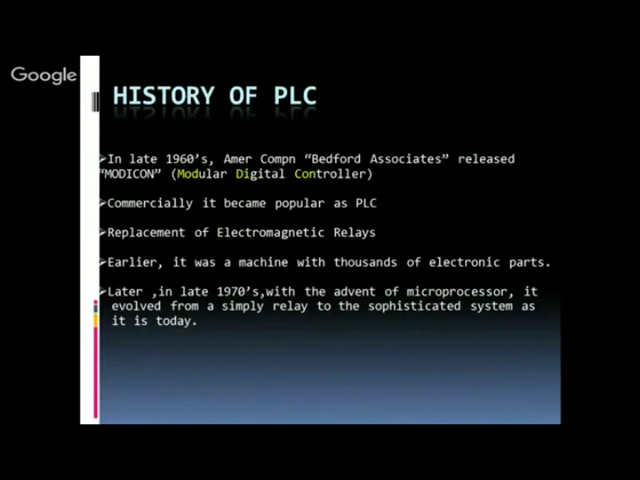 Google
HISTORY OF PLC
➢In late 1960's, Amer Compn “Bedford Associates” released
“MODICON” (Modular Digital Controller)
➢Commercially it became popular as PLC
➢Replacement of Electromagnetic Relays
➢Earlier, it was a machine with thousands of electronic parts.
➢Later ,in late 1970's,with the advent of microprocessor, it
evolved from a simply relay to the sophisticated system as
it is today.